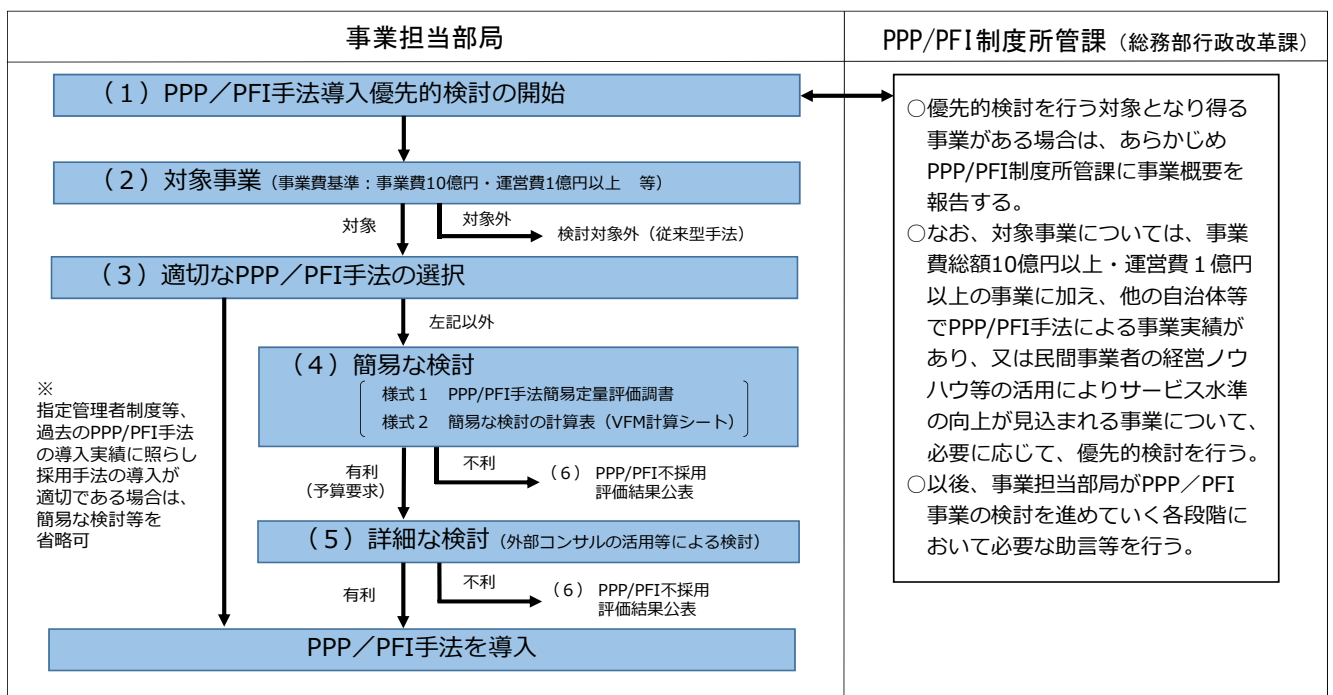 事業担当部局
PPP/PFI制度所管課（総務部行政改革課）
（１）PPP／PFI手法導入優先的検討の開始
（２）対象事業（事業費基準：事業費10億円・運営費1億円以上　等）
対象
対象外
検討対象外（従来型手法）
（３）適切なPPP／PFI手法の選択
左記以外
（４）簡易な検討
様式１　PPP/PFI手法簡易定量評価調書
様式２　簡易な検討の計算表（VFM計算シート）
※
指定管理者制度等、
過去のPPP/PFI手法
の導入実績に照らし
採用手法の導入が
適切である場合は、
簡易な検討等を
省略可
有利
（予算要求）
不利
（６）PPP/PFI不採用
評価結果公表
（５）詳細な検討（外部コンサルの活用等による検討）
有利
不利
（６）PPP/PFI不採用
評価結果公表
PPP／PFI手法を導入
○優先的検討を行う対象となり得る
事業がある場合は、あらかじめ
PPP/PFI制度所管課に事業概要を
報告する。
○なお、対象事業については、事業
費総額10億円以上・運営費１億円
以上の事業に加え、他の自治体等
でPPP/PFI手法による事業実績が
あり、又は民間事業者の経営ノウ
ハウ等の活用によりサービス水準
の向上が見込まれる事業について、
必要に応じて、優先的検討を行う。
○以後、事業担当部局がPPP／PFI
事業の検討を進めていく各段階に
おいて必要な助言等を行う。